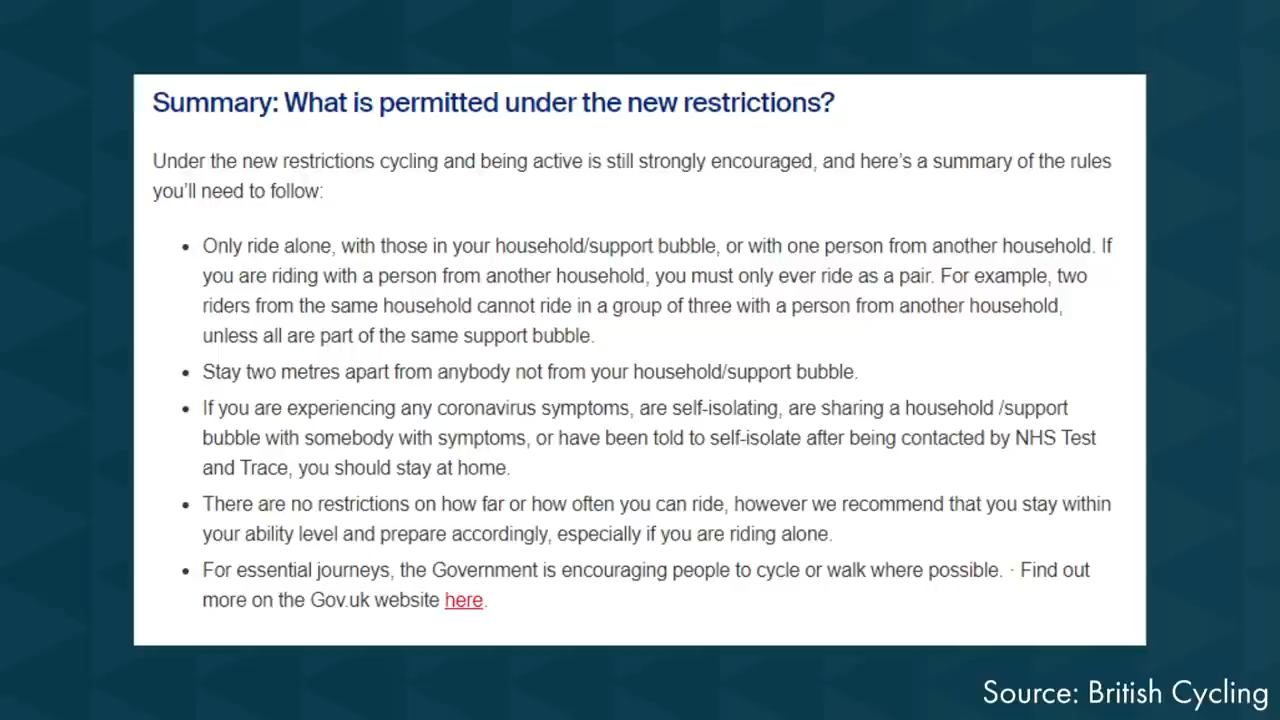 Summary: What is permitted under the new restrictions?
Under the new restrictions cycling and being active is still strongly encouraged, and here's a summary of the rules
you'll need to follow:
• Only ride alone, with those in your household/support bubble, or with one person from another household. If
you are riding with a person from another household, you must only ever ride as a pair. For example, two
riders from the same household cannot ride in a group of three with a person from another household,
unless all are part of the same support bubble.
• Stay two metres apart from anybody not from your household/support bubble.
• If you are experiencing any coronavirus symptoms, are self-isolating, are sharing a household /support
bubble with somebody with symptoms, or have been told to self-isolate after being contacted by NHS Test
and Trace, you should stay at home.
• There are no restrictions on how far or how often you can ride, however we recommend that you stay within
your ability level and prepare accordingly, especially if you are riding alone.
• For essential journeys, the Government is encouraging people to cycle or walk where possible. · Find out
more on the Gov.uk website here.
Source: British Cycling